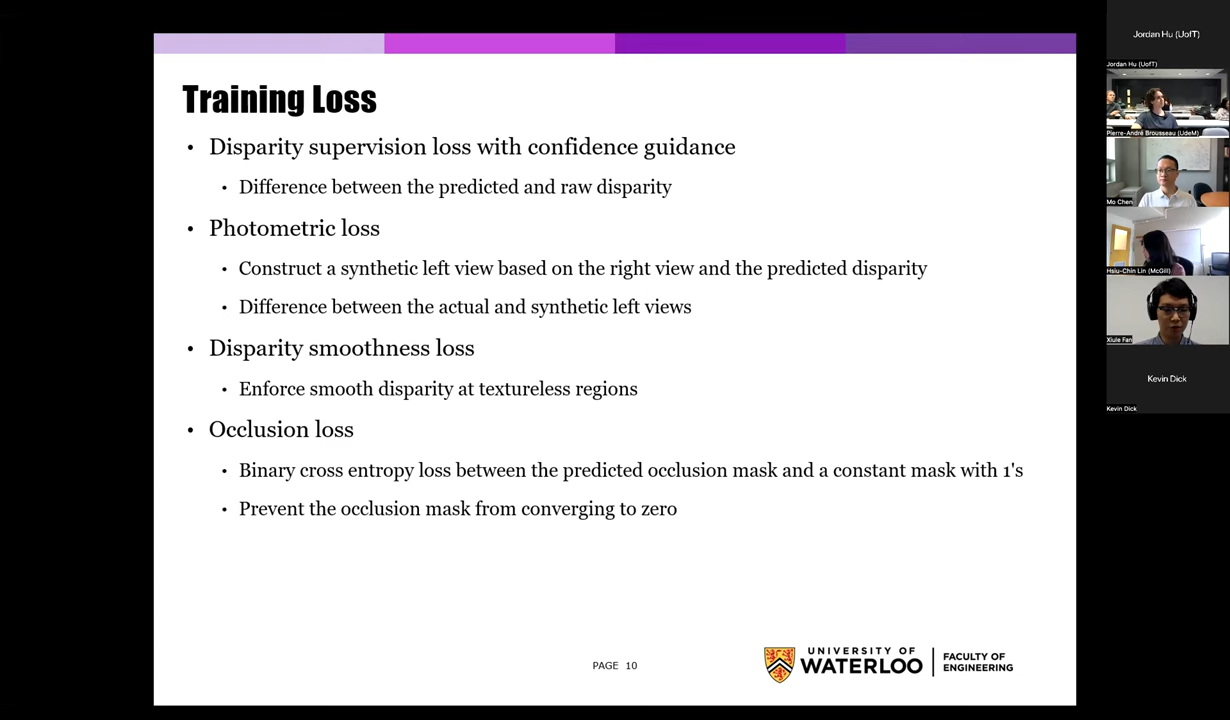 Training Loss
• Disparity supervision loss with confidence guidance
• Difference between the predicted and raw disparity
• Photometric loss
• Construct a synthetic left view based on the right view and the predicted disparity
• Difference between the actual and synthetic left views
• Disparity smoothness loss
• Enforce smooth disparity at textureless regions
• Occlusion loss
• Binary cross entropy loss between the predicted occlusion mask and a constant mask with 1's
• Prevent the occlusion mask from converging to zero
PAGE 10
UNIVERSITY OF
WATERLOO
FACULTY OF
ENGINEERING
Jordan Hu (UofT)
Jordan Hu (UofT)
Pierre-André Brousseau (UdeM)
Mo Chen
Hsiu-Chin Lin (McGill)
Xiule Fan
Kevin Dick
Kevin Dick